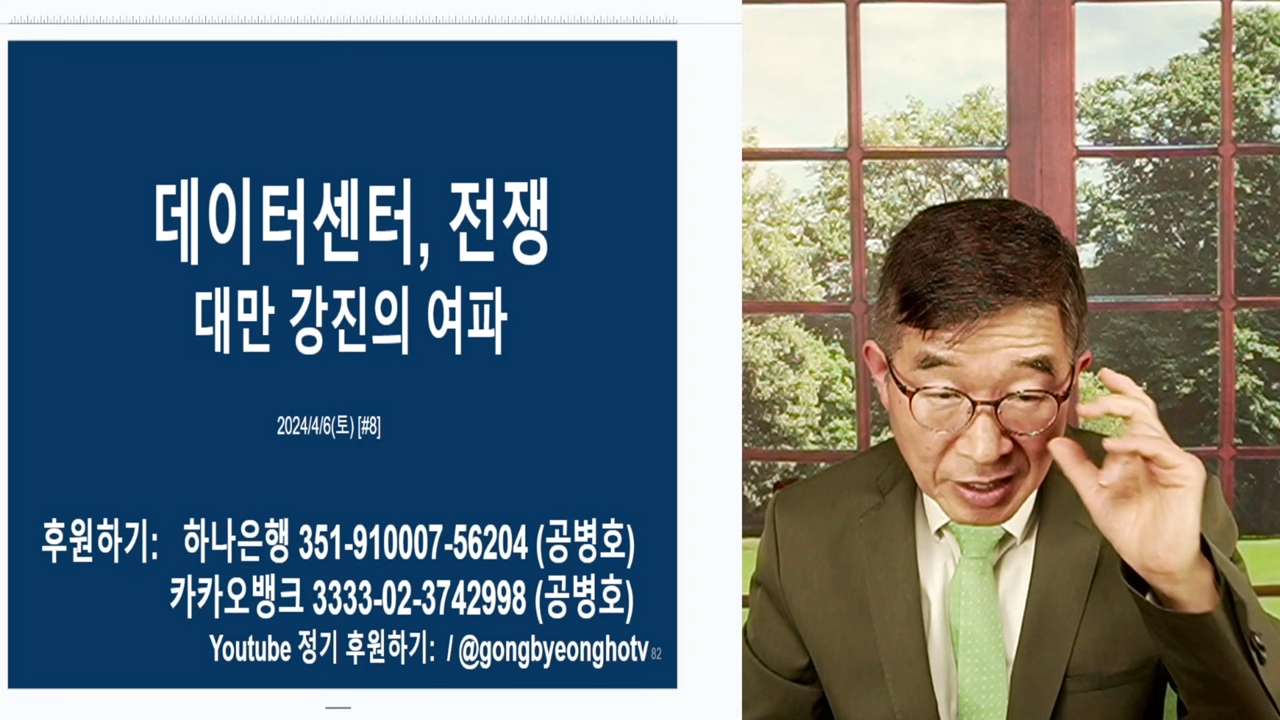 데이터센터, 전쟁
대만 강진의 여파
2024/4/6(토) [#8]
후원하기: 하나은행 351-910007-56204 (공병호)
카카오뱅크 3333-02-3742998 (공병호)
Youtube 정기 후원하기: / @gongbyeonghotv
82